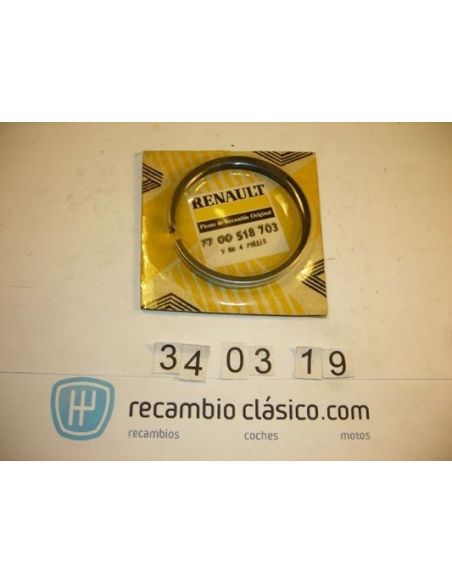 RENAULT
Piezas de Recambio Original
77 00 518 703
34 03 19
recambio clásico.com
recambios coches motos